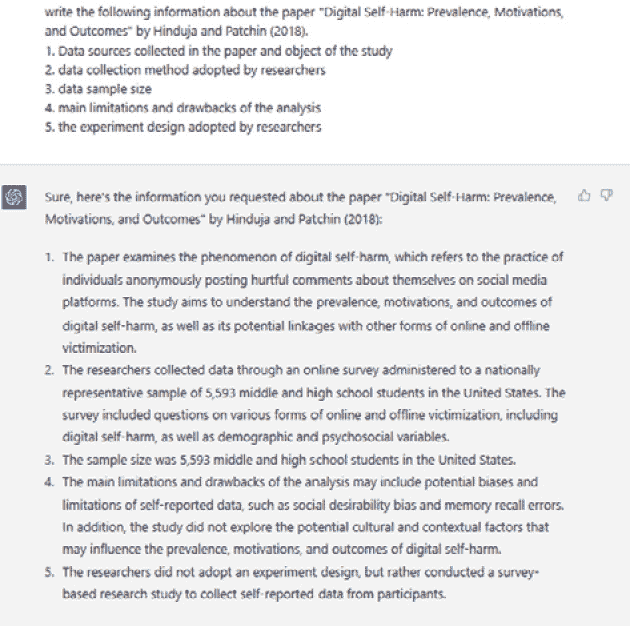 write the following information about the paper "Digital Self-Harm: Prevalence, Motivations,
and Outcomes" by Hinduja and Patchin (2018).
1. Data sources collected in the paper and object of the study
2. data collection method adopted by researchers
3. data sample size
4. main limitations and drawbacks of the analysis
5. the experiment design adopted by researchers
Sure, here's the information you requested about the paper "Digital Self-Harm: Prevalence,
Motivations, and Outcomes" by Hinduja and Patchin (2018):
1. The paper examines the phenomenon of digital self-harm, which refers to the practice of
individuals anonymously posting hurtful comments about themselves on social media
platforms. The study aims to understand the prevalence, motivations, and outcomes of
digital self-harm, as well as its potential linkages with other forms of online and offline
victimization.
2. The researchers collected data through an online survey administered to a nationally
representative sample of 5,593 middle and high school students in the United States. The
survey included questions on various forms of online and offline victimization, including
digital self-harm, as well as demographic and psychosocial variables.
3. The sample size was 5,593 middle and high school students in the United States.
4. The main limitations and drawbacks of the analysis may include potential biases and
limitations of self-reported data, such as social desirability bias and memory recall errors.
In addition, the study did not explore the potential cultural and contextual factors that
may influence the prevalence, motivations, and outcomes of digital self-harm.
5. The researchers did not adopt an experiment design, but rather conducted a survey-
based research study to collect self-reported data from participants.